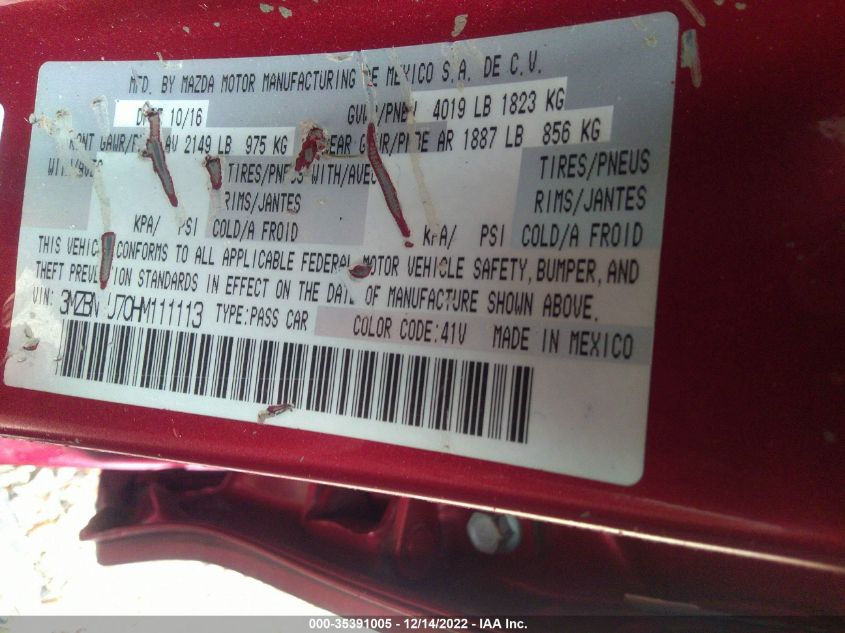 MFD. BY MAZDA MOTOR MANUFACTURING DE MEXICO S.A. DE C.V.
10/16 4019 LB 1823 KG
2149 LB 975 KG AR 1887 LB 856 KG
TIRES/PNEUS WITH/AVEC TIRES/PNEUS
RIMS/JANTES RIMS/JANTES
KPA/ PSI COLD/A FROID KPA/ PSI COLD/A FROID
THIS VEHICLE CONFORMS TO ALL APPLICABLE FEDERAL MOTOR VEHICLE SAFETY, BUMPER, AND
THEFT PREVENTION STANDARDS IN EFFECT ON THE DATE OF MANUFACTURE SHOWN ABOVE.
VIN: TYPE:PASS CAR COLOR CODE:41V MADE IN MEXICO
000-35391005 - 12/14/2022 - IAA Inc.